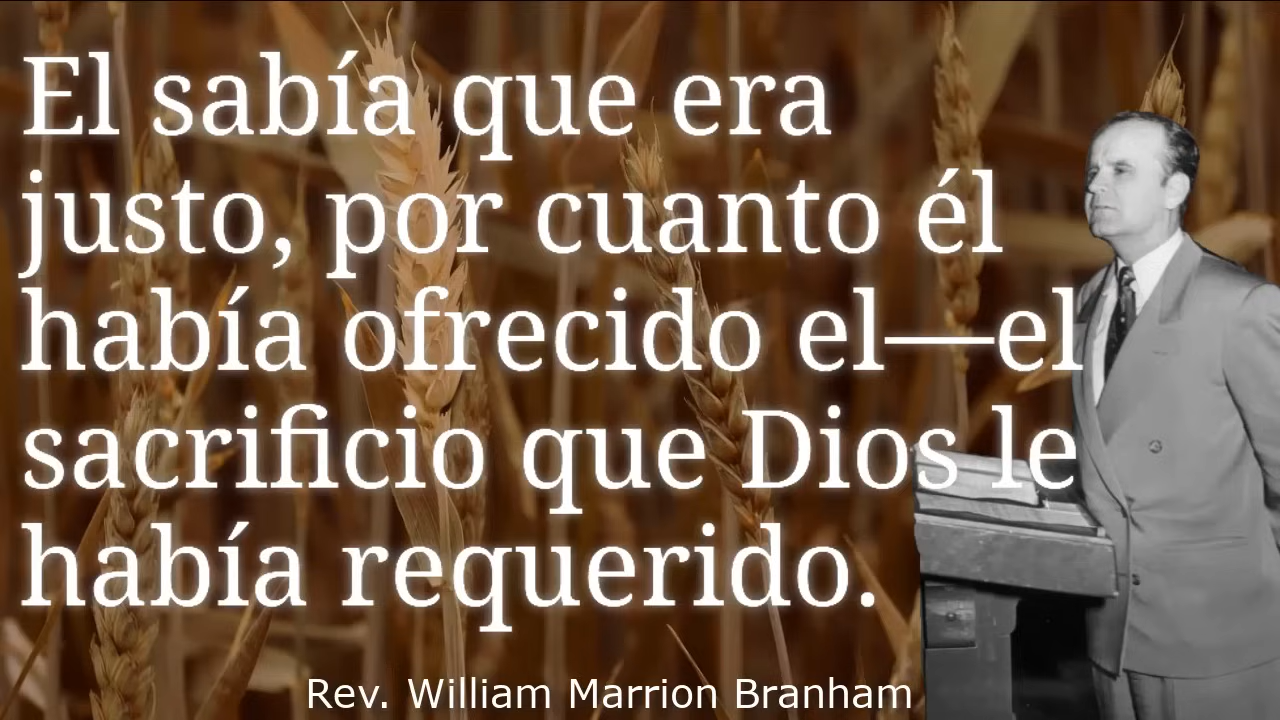 El sabía que era
justo, por cuanto él
había ofrecido el—el
sacrificio que Dios le
había requerido.
Rev. William Marrion Branham